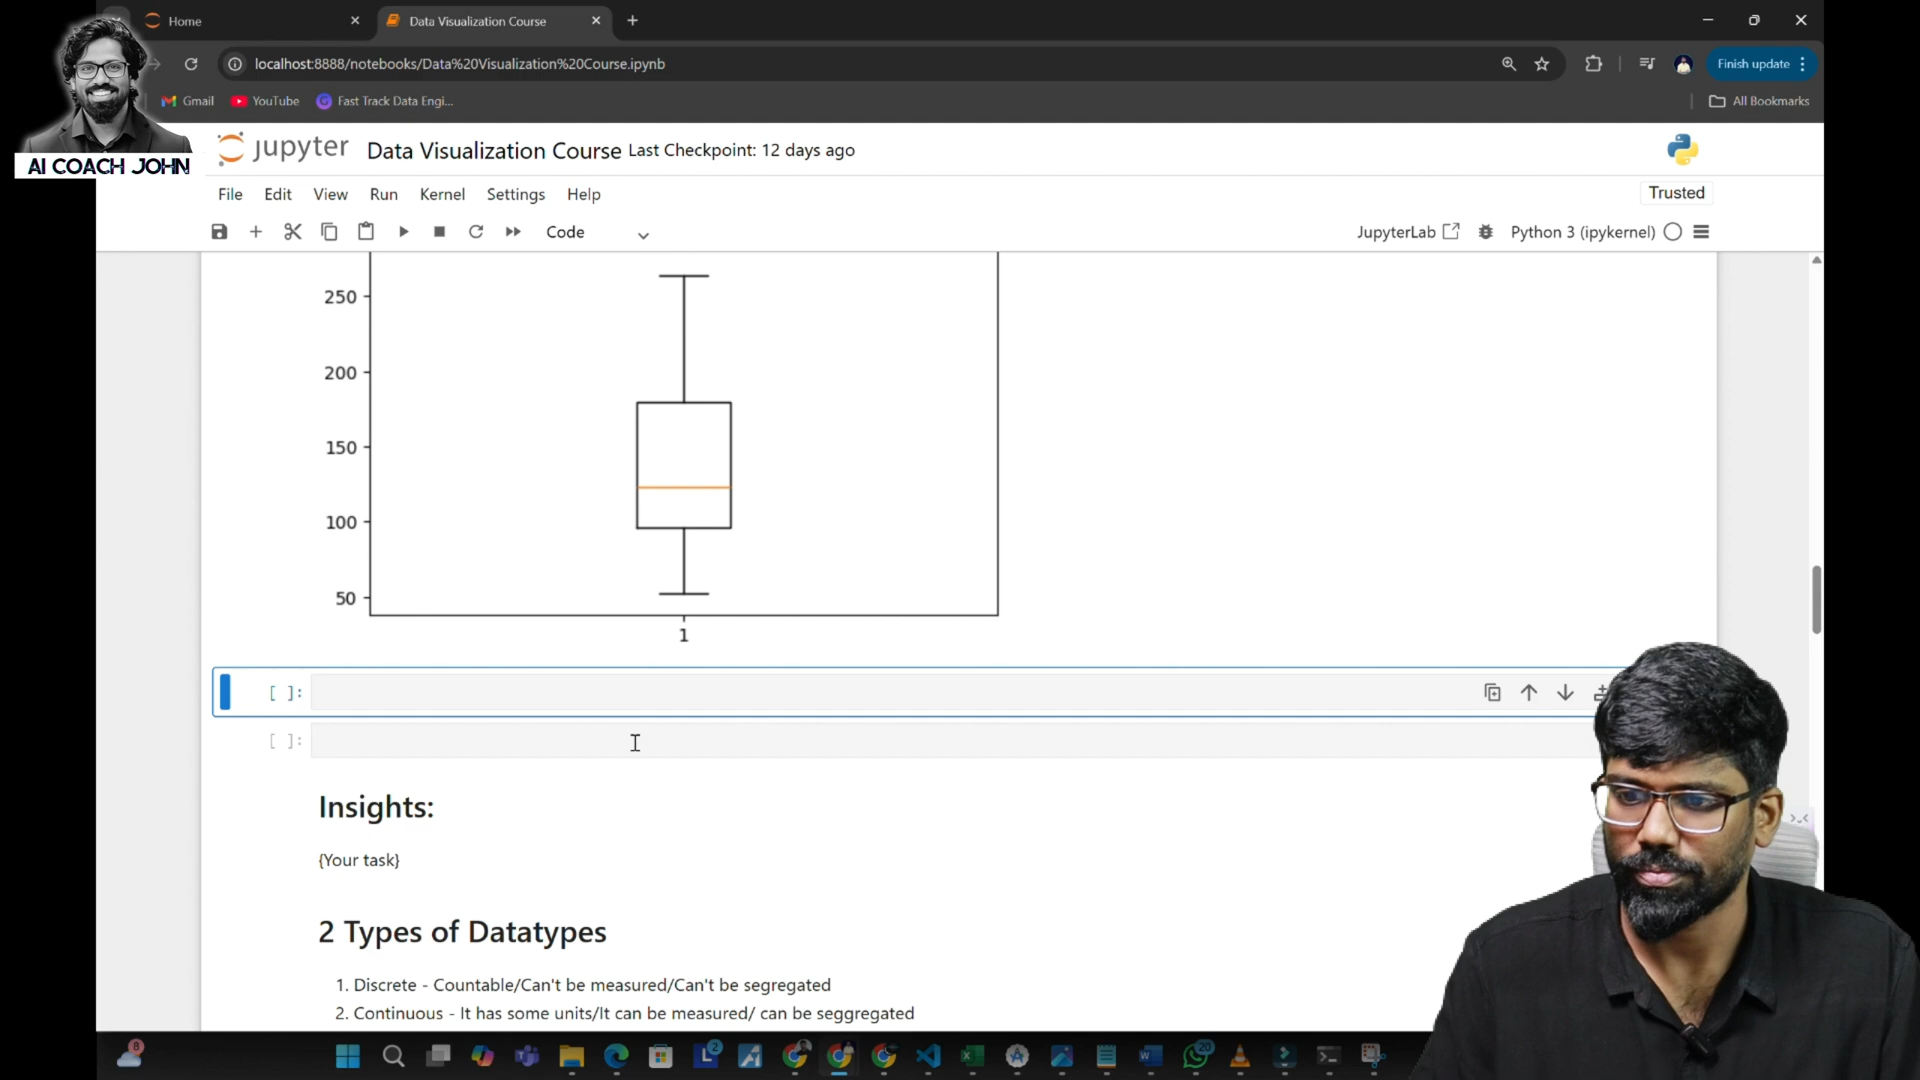 Home
Data Visualization Course
localhost:8888/notebooks/Data%20Visualization%20Course.ipynb
Finish update
Gmail
YouTube
Fast Track Data Engi...
All Bookmarks
AI COACH JOHN
jupyter
Data Visualization Course Last Checkpoint: 12 days ago
File Edit View Run Kernel Settings Help
Trusted
Code
JupyterLab
Python 3 (ipykernel)
250
200
150
100
50
1
[ ]:
[ ]:
Insights:
{Your task}
2 Types of Datatypes
1. Discrete - Countable/Can't be measured/Can't be segregated
2. Continuous - It has some units/It can be measured/ can be seggregated
8
2
20